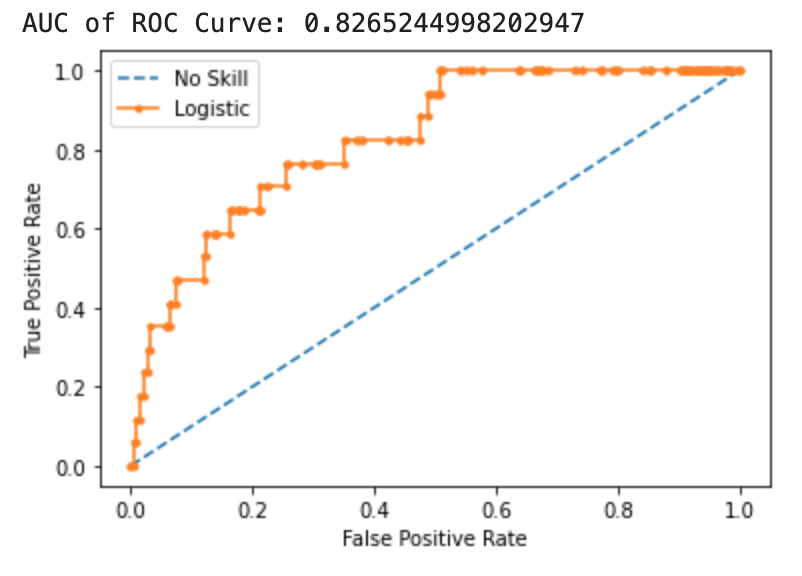 AUC of ROC Curve: 0.8265244998202947
No Skill
Logistic
True Positive Rate
1.0
0.8
0.6
0.4
0.2
0.0
0.0 0.2 0.4 0.6 0.8 1.0
False Positive Rate